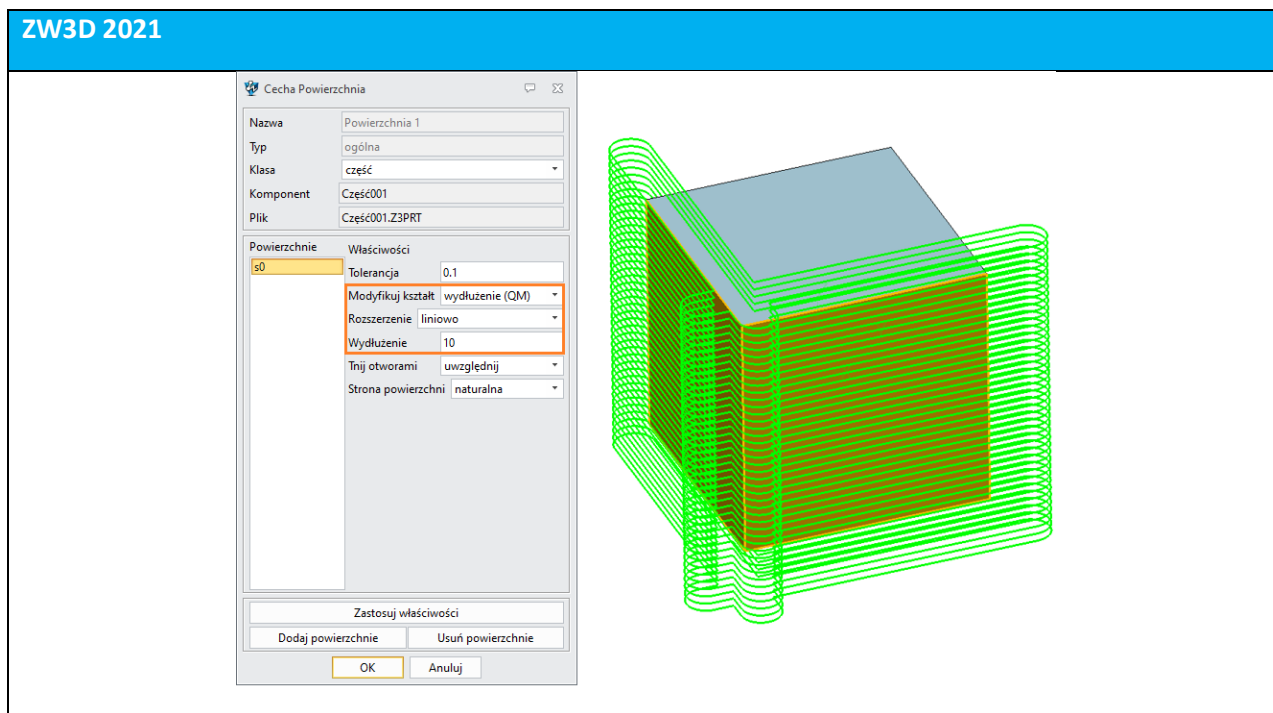 ZW3D 2021
Cecha Powierzchnia
Nazwa Powierzchnia 1
Typ ogólna
Klasa część
Komponent Część001
Plik Część001.Z3PRT
Powierzchnie Właściwości
s0
Tolerancja 0.1
Modyfikuj kształt wydłużenie (QM)
Rozszerzenie liniowo
Wydłużenie 10
Tnij otworami uwzględnij
Strona powierzchni naturalna
Zastosuj właściwości
Dodaj powierzchnie Usuń powierzchnie
OK Anuluj